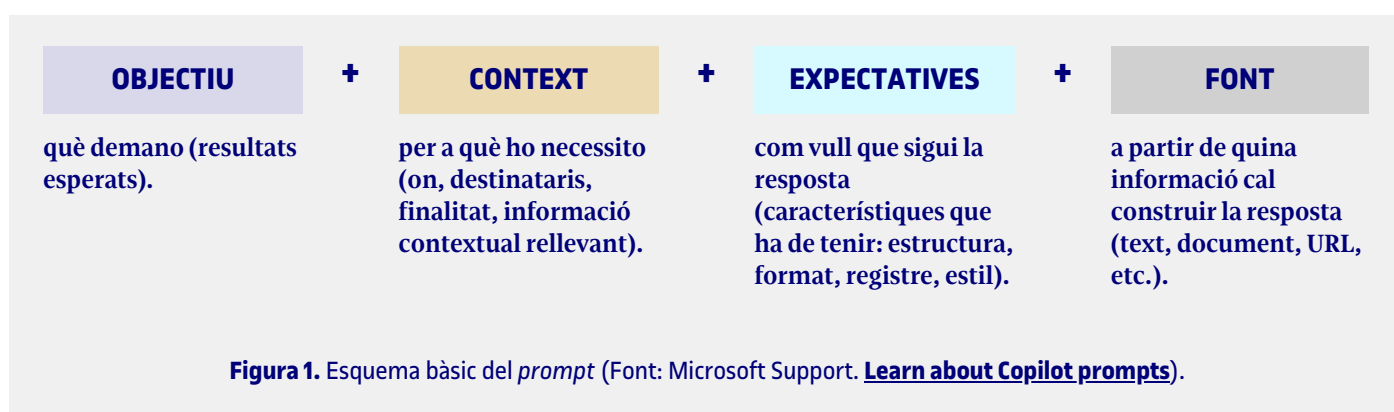 OBJECTIU + CONTEXT + EXPECTATIVES + FONT
què demano (resultats
esperats).
per a què ho necessito
(on, destinataris,
finalitat, informació
contextual rellevant).
com vull que sigui la
resposta
(característiques que
ha de tenir: estructura,
format, registre, estil).
a partir de quina
informació cal
construir la resposta
(text, document, URL,
etc.).
Figura 1. Esquema bàsic del prompt (Font: Microsoft Support. Learn about Copilot prompts).